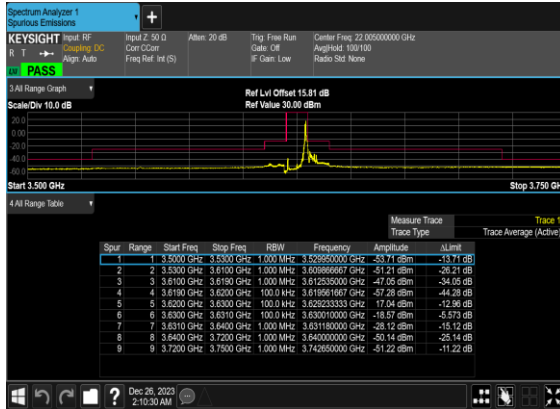 Spectrum Analyzer 1
Spurious Emissions
+
KEYSIGHT Input: RF Input Z: 50 Ω Atten: 20 dB Trig: Free Run Center Freq: 22.005000000 GHz
R T Coupling: DC Corr CCorr Gate: Off Avg|Hold: 100/100
Align: Auto Freq Ref: Int (S) IF Gain: Low Radio Std: None
PASS
3 All Range Graph
Ref Lvl Offset 15.81 dB
Scale/Div 10.0 dB Ref Value 30.00 dBm
20.0
0.00
-20.0
-40.0
-60.0
Start 3.500 GHz Stop 3.750 GH
4 All Range Table
Measure Trace Trace 1
Trace Type Trace Average (Active)
Spur Range Start Freq Stop Freq RBW Frequency Amplitude ΔLimit
1 1 3.5000 GHz 3.5300 GHz 1.000 MHz 3.529950000 GHz -53.71 dBm -13.71 dB
2 2 3.5300 GHz 3.6100 GHz 1.000 MHz 3.609866667 GHz -51.21 dBm -26.21 dB
3 3 3.6100 GHz 3.6190 GHz 1.000 MHz 3.612535000 GHz -47.05 dBm -34.05 dB
4 4 3.6190 GHz 3.6200 GHz 100.0 kHz 3.619561667 GHz -57.28 dBm -44.28 dB
5 5 3.6200 GHz 3.6300 GHz 100.0 kHz 3.629233333 GHz 17.04 dBm -12.96 dB
6 6 3.6300 GHz 3.6310 GHz 100.0 kHz 3.630010000 GHz -18.57 dBm -5.573 dB
7 7 3.6310 GHz 3.6400 GHz 1.000 MHz 3.631180000 GHz -28.12 dBm -15.12 dB
8 8 3.6400 GHz 3.7200 GHz 1.000 MHz 3.640000000 GHz -50.14 dBm -25.14 dB
9 9 3.7200 GHz 3.7500 GHz 1.000 MHz 3.742650000 GHz -51.22 dBm -11.22 dB
? Dec 26, 2023
2:10:30 AM